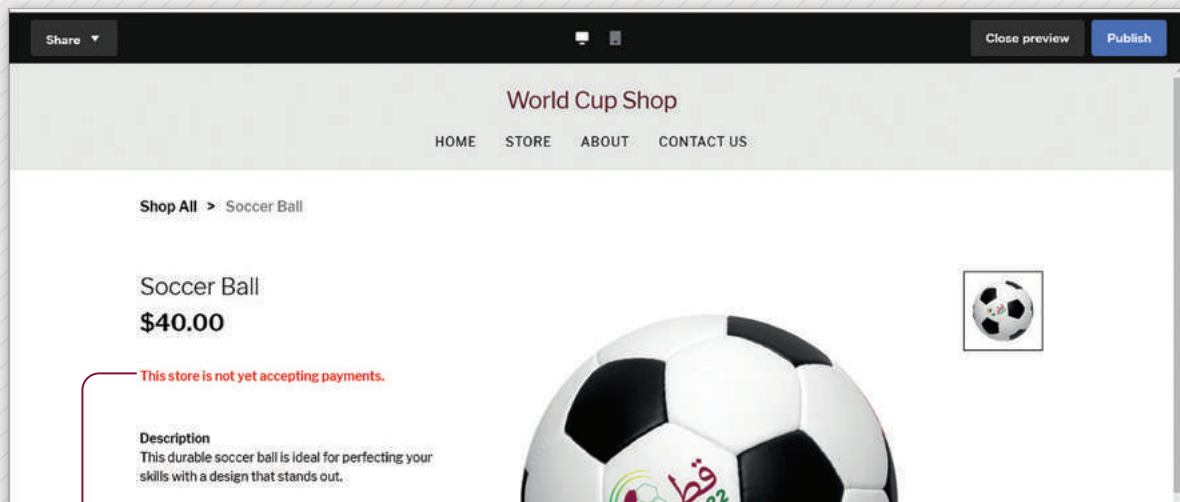 Share
Close preview
Publish
World Cup Shop
HOME STORE ABOUT CONTACT US
Shop All > Soccer Ball
Soccer Ball
$40.00
This store is not yet accepting payments.
Description
This durable soccer ball is ideal for perfecting your
skills with a design that stands out.
قطر
22